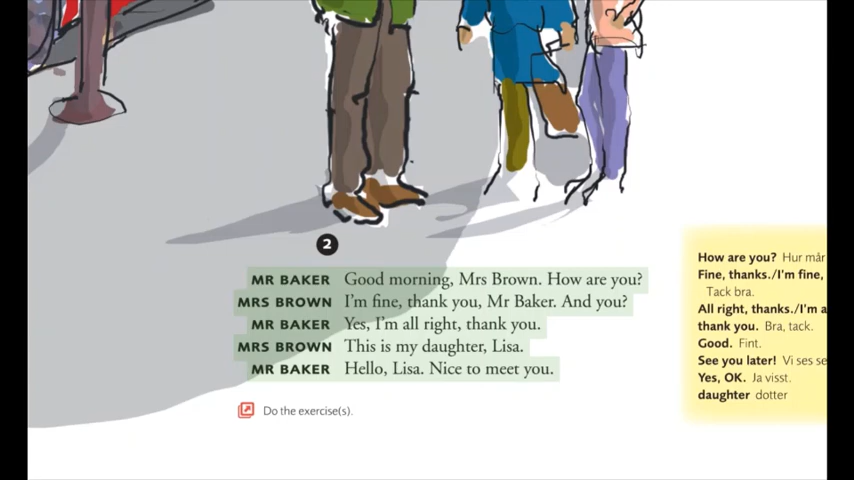 2
MR BAKER Good morning, Mrs Brown. How are you?
MRS BROWN I'm fine, thank you, Mr Baker. And you?
MR BAKER Yes, I'm all right, thank you.
MRS BROWN This is my daughter, Lisa.
MR BAKER Hello, Lisa. Nice to meet you.
Do the exercise(s).
How are you? Hur mår
Fine, thanks./I'm fine,
Tack bra.
All right, thanks./I'm a
thank you. Bra, tack.
Good. Fint.
See you later! Vi ses se
Yes, OK. Ja visst.
daughter dotter